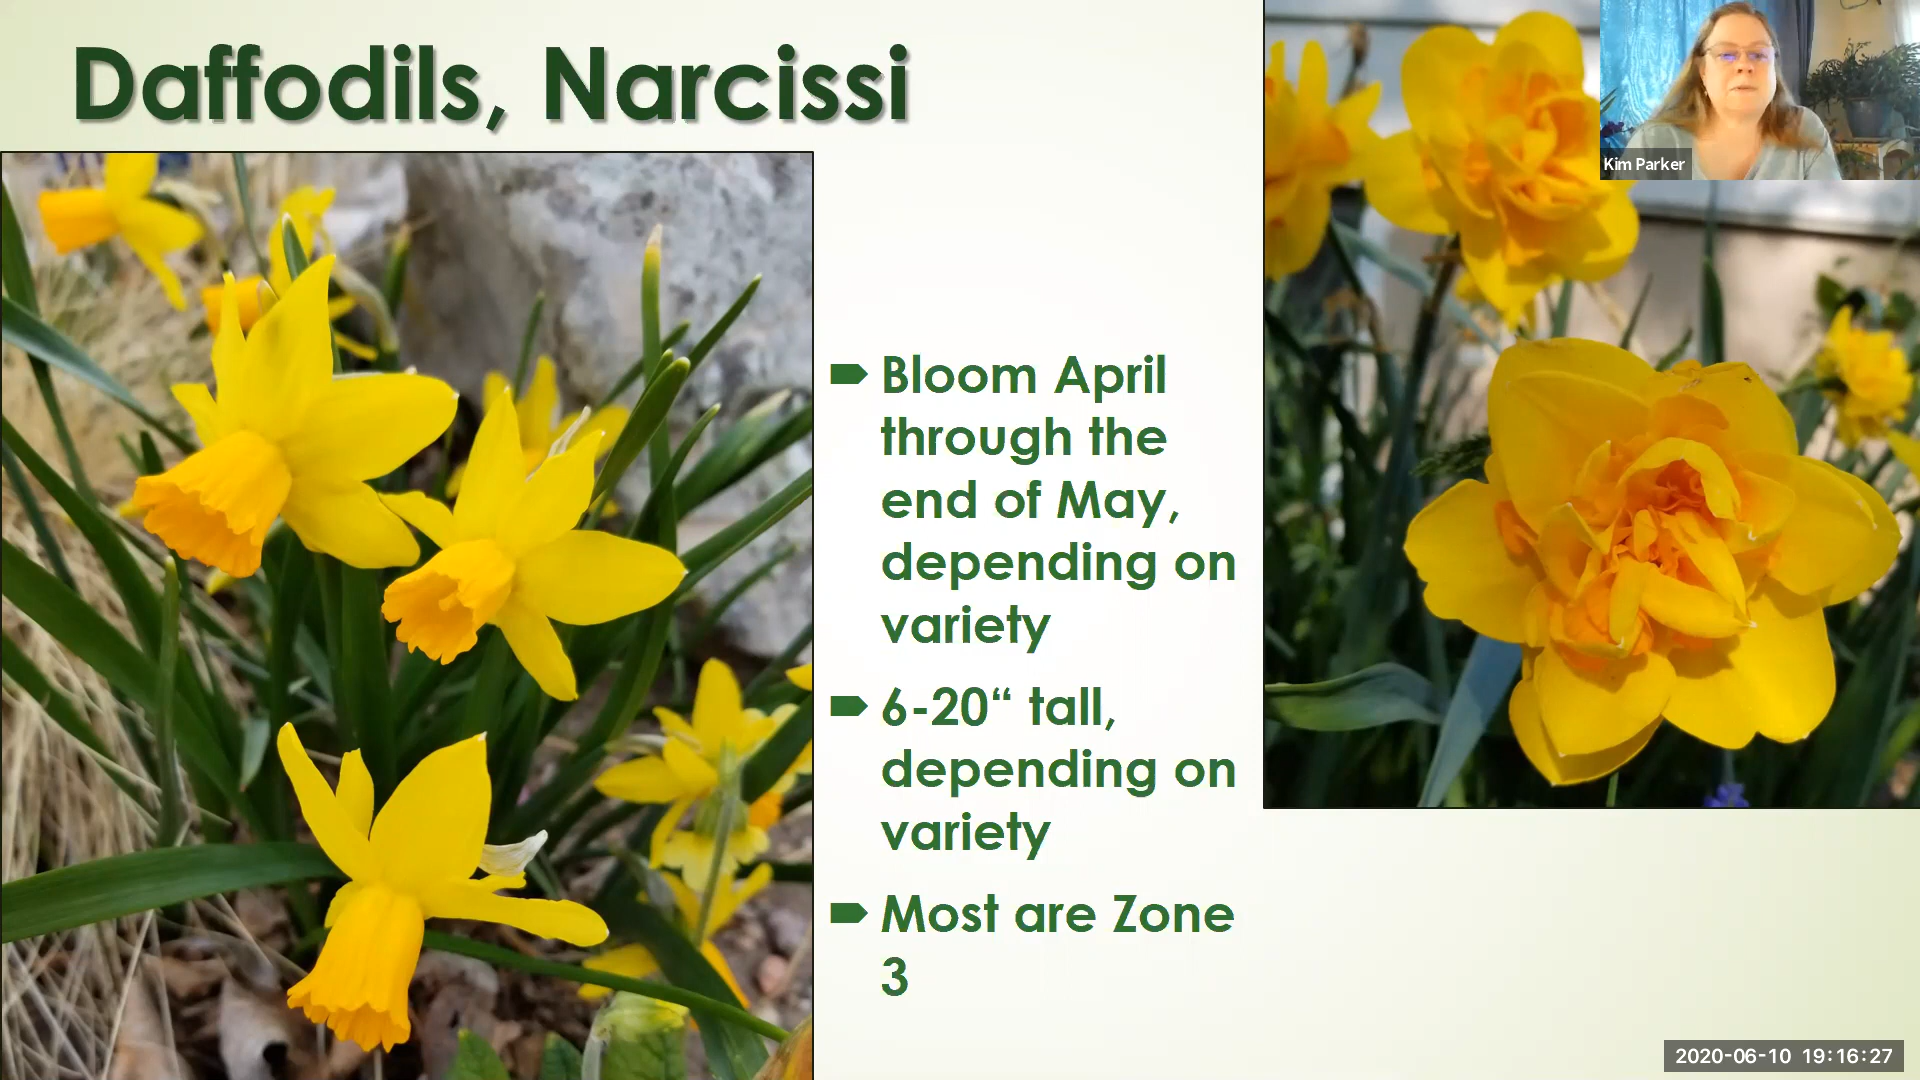 Daffodils, Narcissi
Kim Parker
Bloom April
through the
end of May,
depending on
variety
6-20“ tall,
depending on
variety
Most are Zone
3
2020-06-10 19:16:27